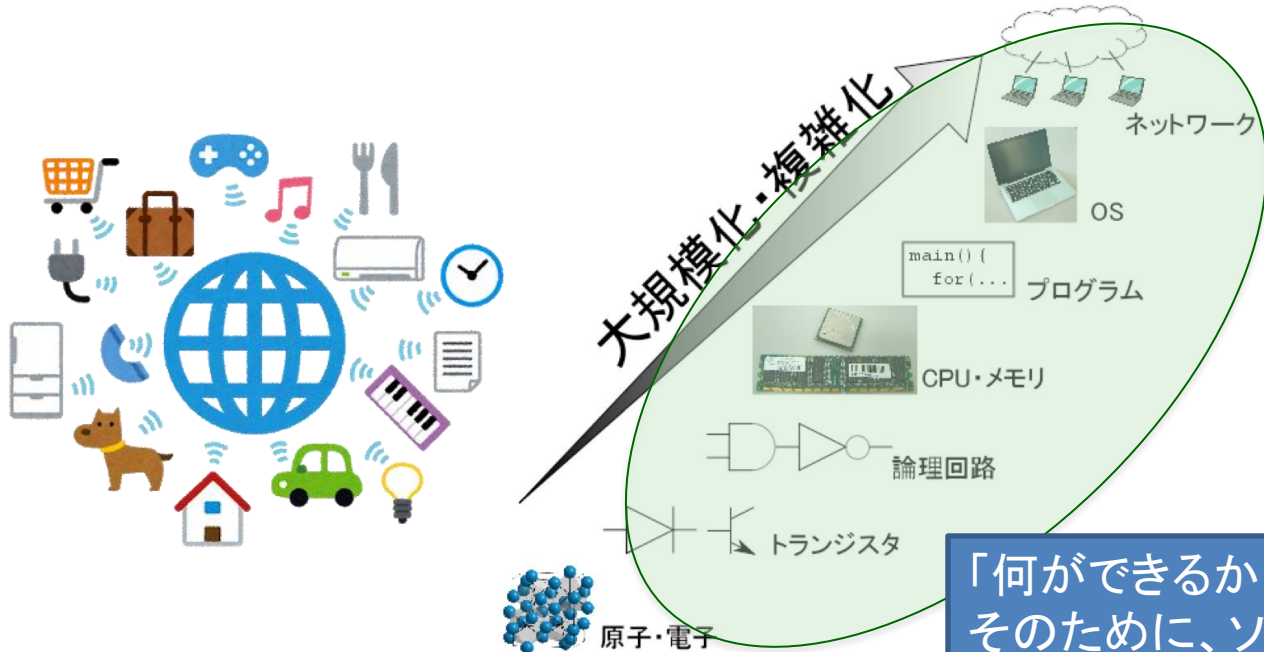 大規模化・複雑化
ネットワーク
OS
main(){
for(...
プログラム
CPU・メモリ
論理回路
トランジスタ
原子・電子
「何ができるか
そのために、ソ